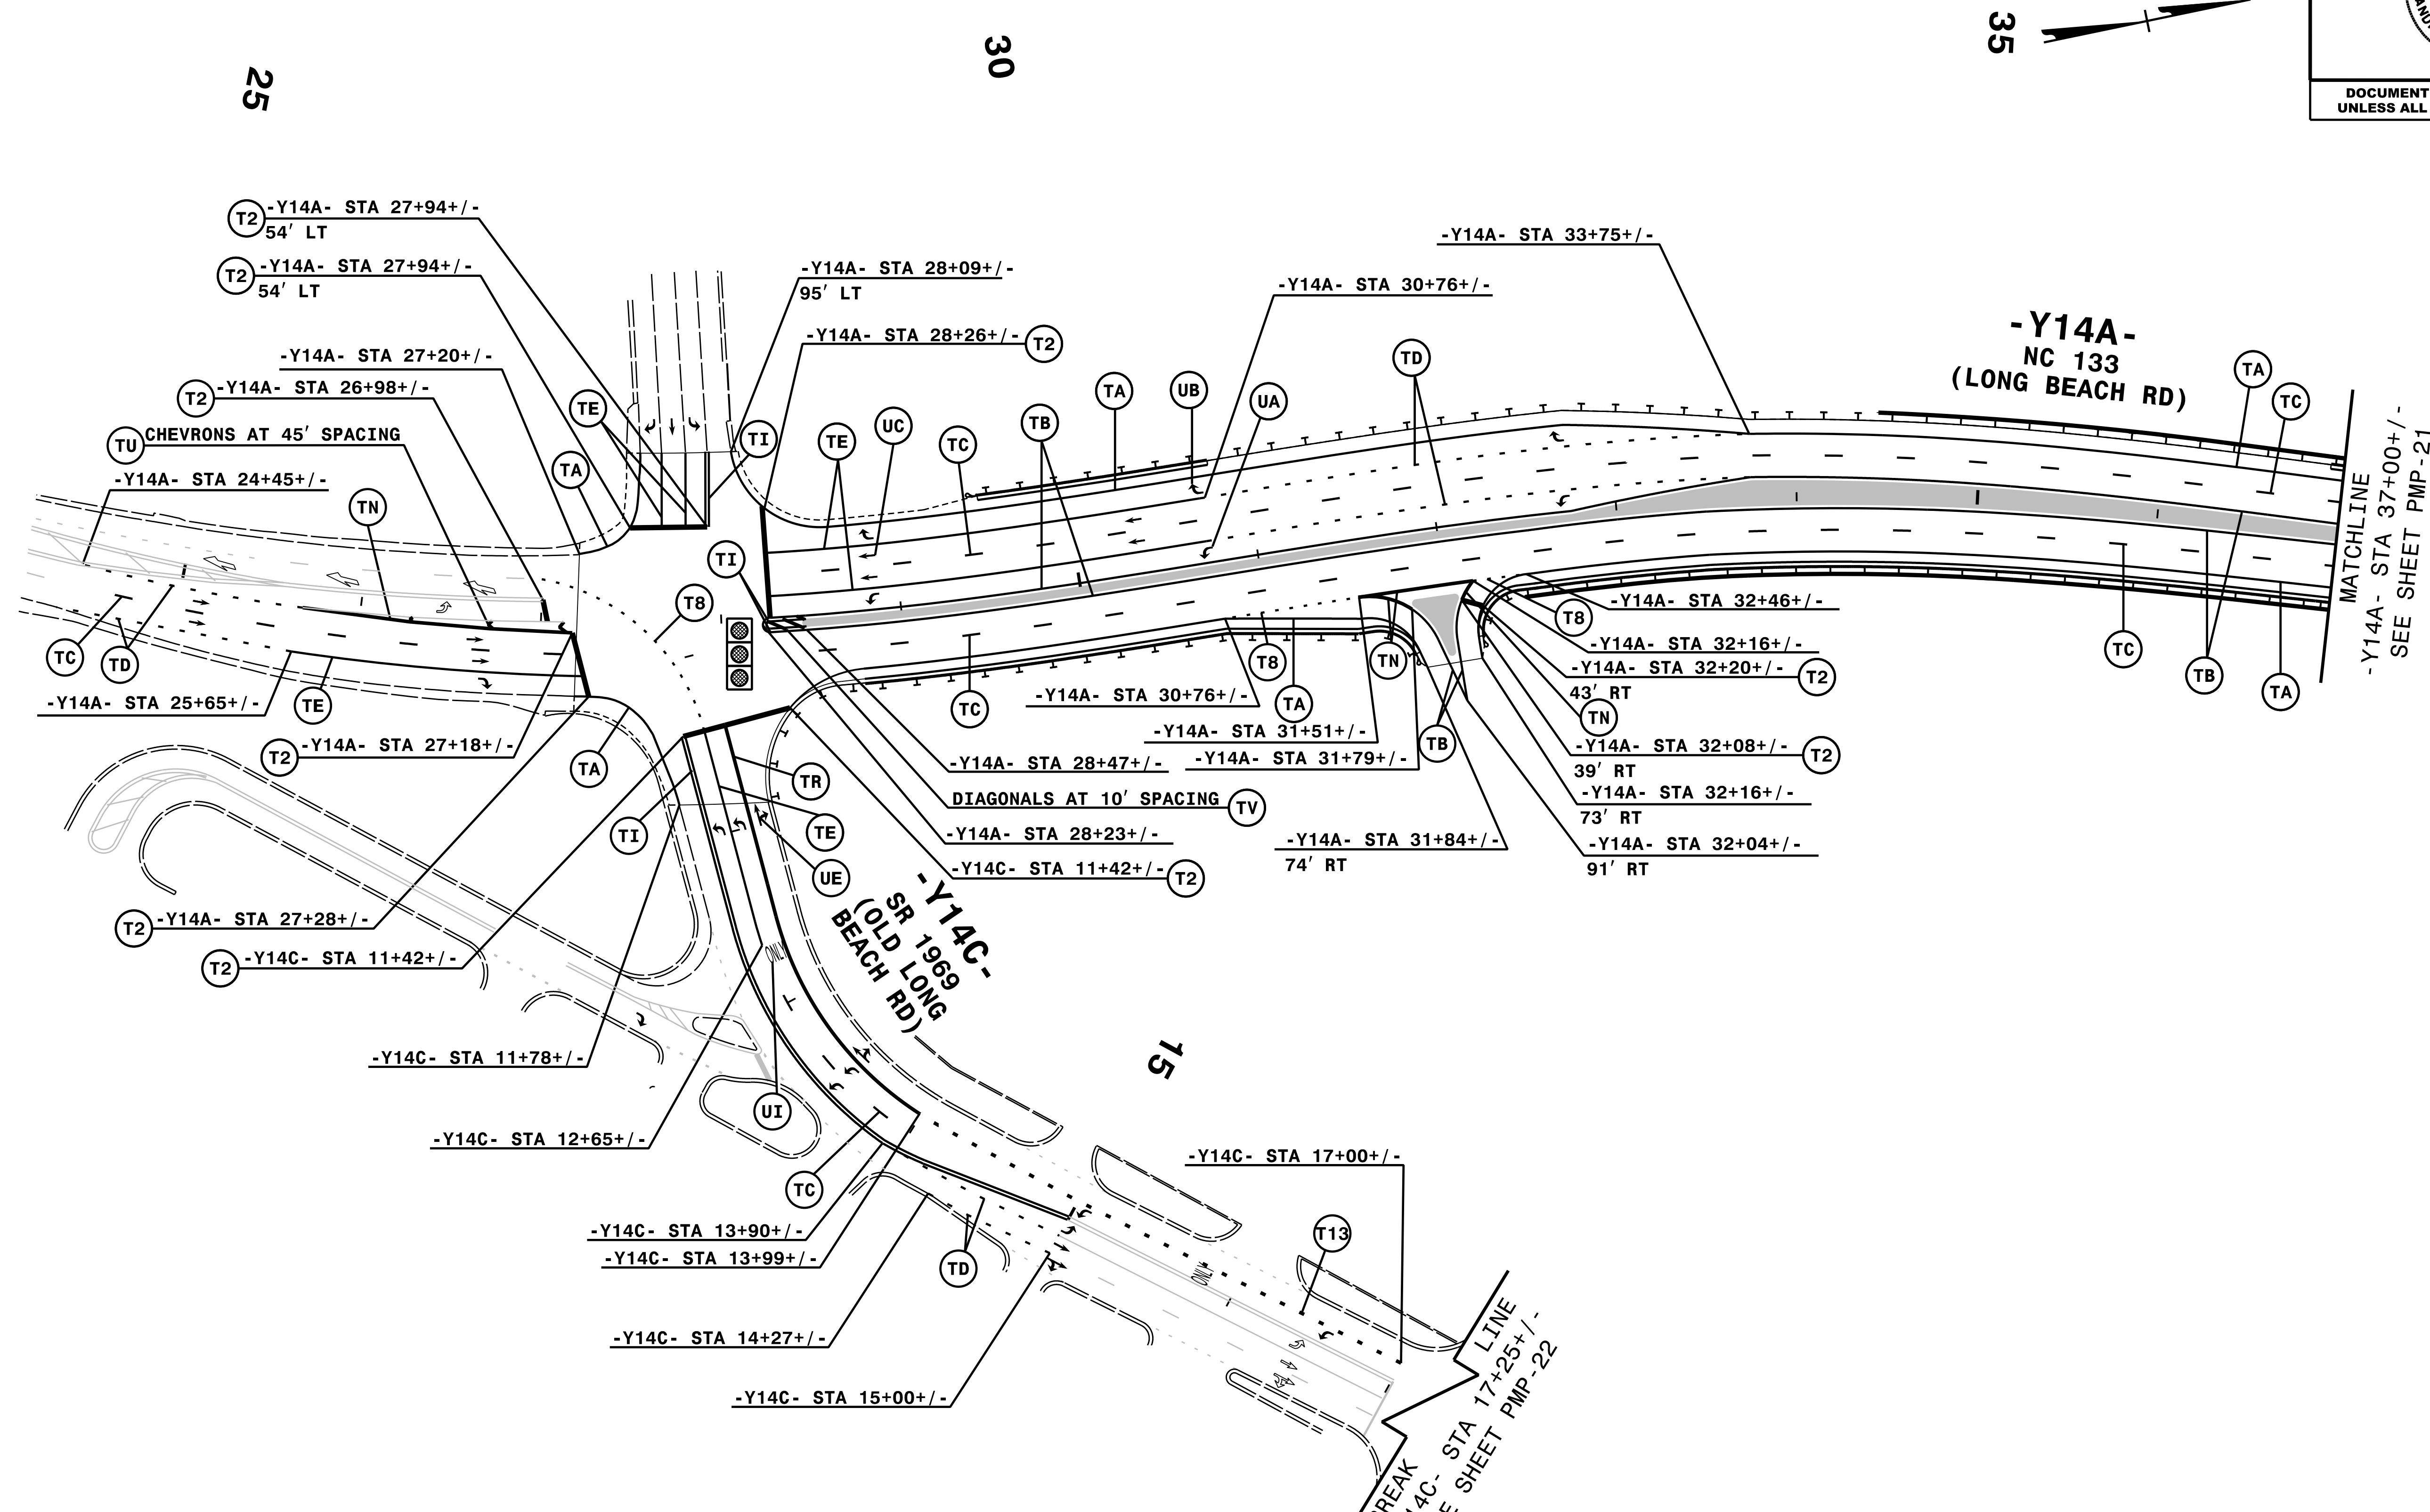 25
30
35
DOCUMENT
UNLESS ALL
T2 -Y14A- STA 27+94+/-
54' LT
T2 -Y14A- STA 27+94+/-
54' LT
-Y14A- STA 27+20+/-
T2 -Y14A- STA 26+98+/-
TU CHEVRONS AT 45' SPACING
-Y14A- STA 24+45+/-
TN
TA
TE
TI
-Y14A- STA 28+09+/-
95' LT
-Y14A- STA 28+26+/- T2
TE
UC
TC
TB
TA
UB
UA
-Y14A- STA 30+76+/-
TD
-Y14A- STA 33+75+/-
-Y14A-
NC 133
(LONG BEACH RD)
TA
TC
MATCHLINE
-Y14A- STA 37+00+/-
SEE SHEET PMP-21
TI
T8
TC
TD
-Y14A- STA 25+65+/-
TE
T2 -Y14A- STA 27+18+/-
TA
TI
TR
TE
UE
TC
-Y14A- STA 30+76+/-
T8
TA
-Y14A- STA 31+51+/-
-Y14A- STA 31+79+/-
TN
TB
T8
-Y14A- STA 32+46+/-
-Y14A- STA 32+16+/-
-Y14A- STA 32+20+/- T2
43' RT
TN
-Y14A- STA 32+08+/- T2
39' RT
-Y14A- STA 32+16+/-
73' RT
-Y14A- STA 32+04+/-
91' RT
-Y14A- STA 31+84+/-
74' RT
TC
TB
TA
-Y14A- STA 28+47+/-
DIAGONALS AT 10' SPACING TV
-Y14A- STA 28+23+/-
-Y14C- STA 11+42+/- T2
T2 -Y14A- STA 27+28+/-
T2 -Y14C- STA 11+42+/-
-Y14C-
SR 1969
(OLD LONG
BEACH RD)
ONLY
-Y14C- STA 11+78+/-
UI
-Y14C- STA 12+65+/-
15
TC
-Y14C- STA 13+90+/-
-Y14C- STA 13+99+/-
TD
-Y14C- STA 17+00+/-
T13
ONLY
-Y14C- STA 14+27+/-
-Y14C- STA 15+00+/-
BREAK LINE
14C- STA 17+25+/-
SHEET PMP-22